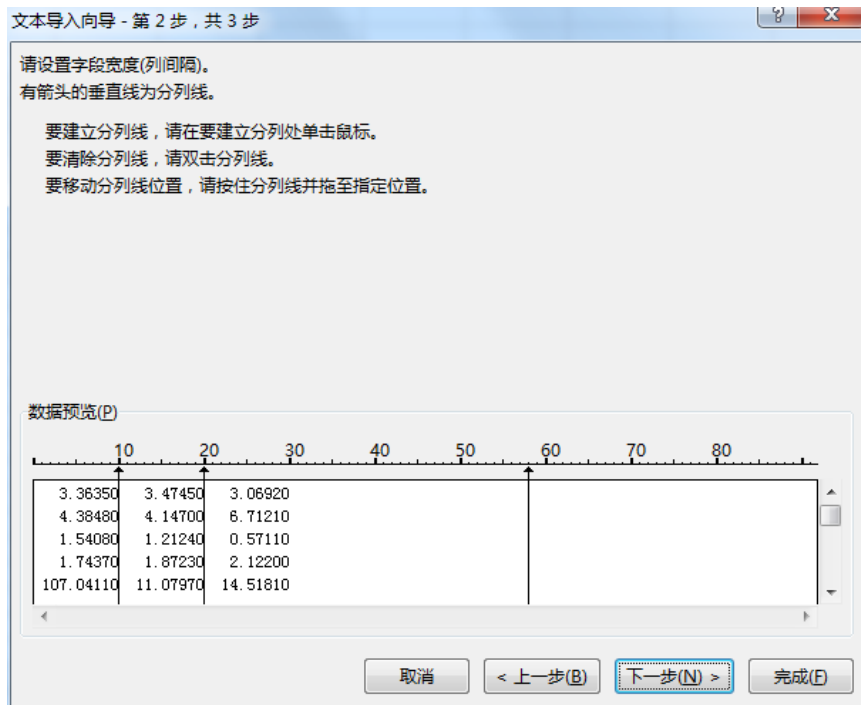 文本导入向导 - 第 2 步，共 3 步
请设置字段宽度(列间隔)。
有箭头的垂直线为分列线。
要建立分列线，请在要建立分列处单击鼠标。
要清除分列线，请双击分列线。
要移动分列线位置，请按住分列线并拖至指定位置。
数据预览(P)
10 20 30 40 50 60 70 80
3.36350 3.47450 3.06920
4.38480 4.14700 6.71210
1.54080 1.21240 0.57110
1.74370 1.87230 2.12200
107.04110 11.07970 14.51810
取消 < 上一步(B) 下一步(N) > 完成(F)